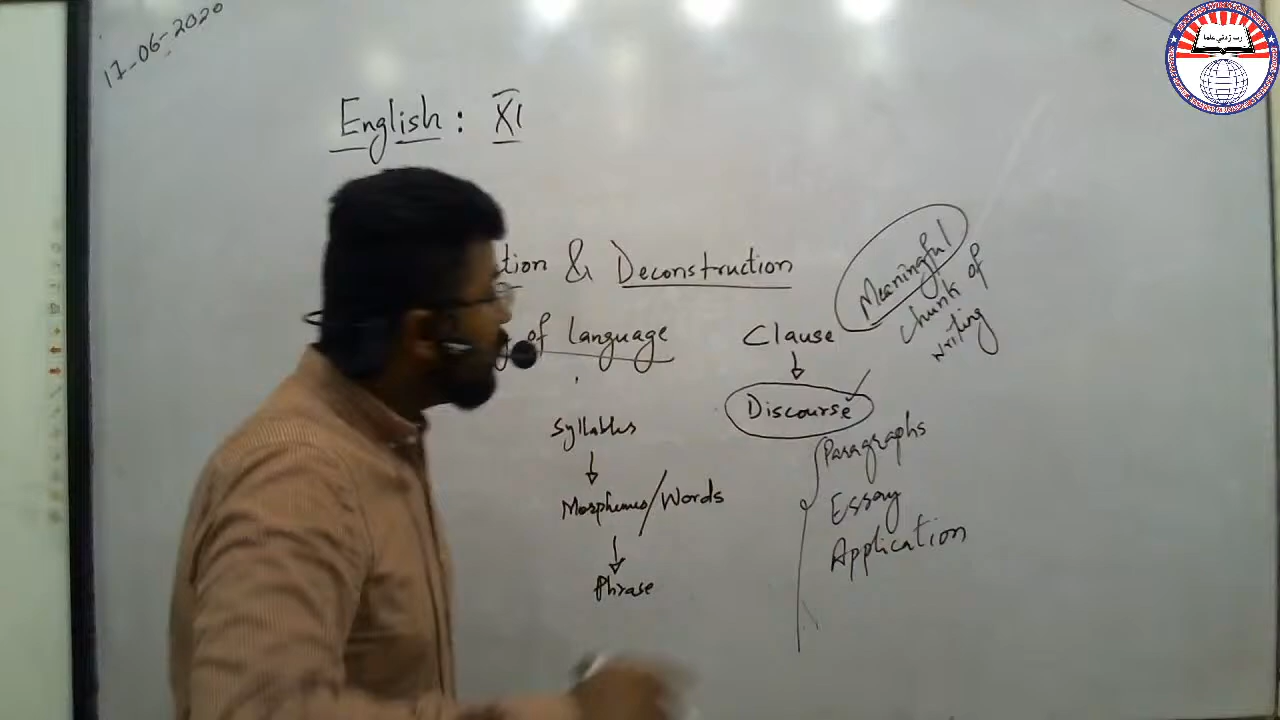 17-06-2020
English: XI
tion & Deconstruction
of language
Syllables
Morphemes/Words
Phrase
Clause
Discourse
Paragraphs
Essay
Application
Meaningful
chunk of
writing